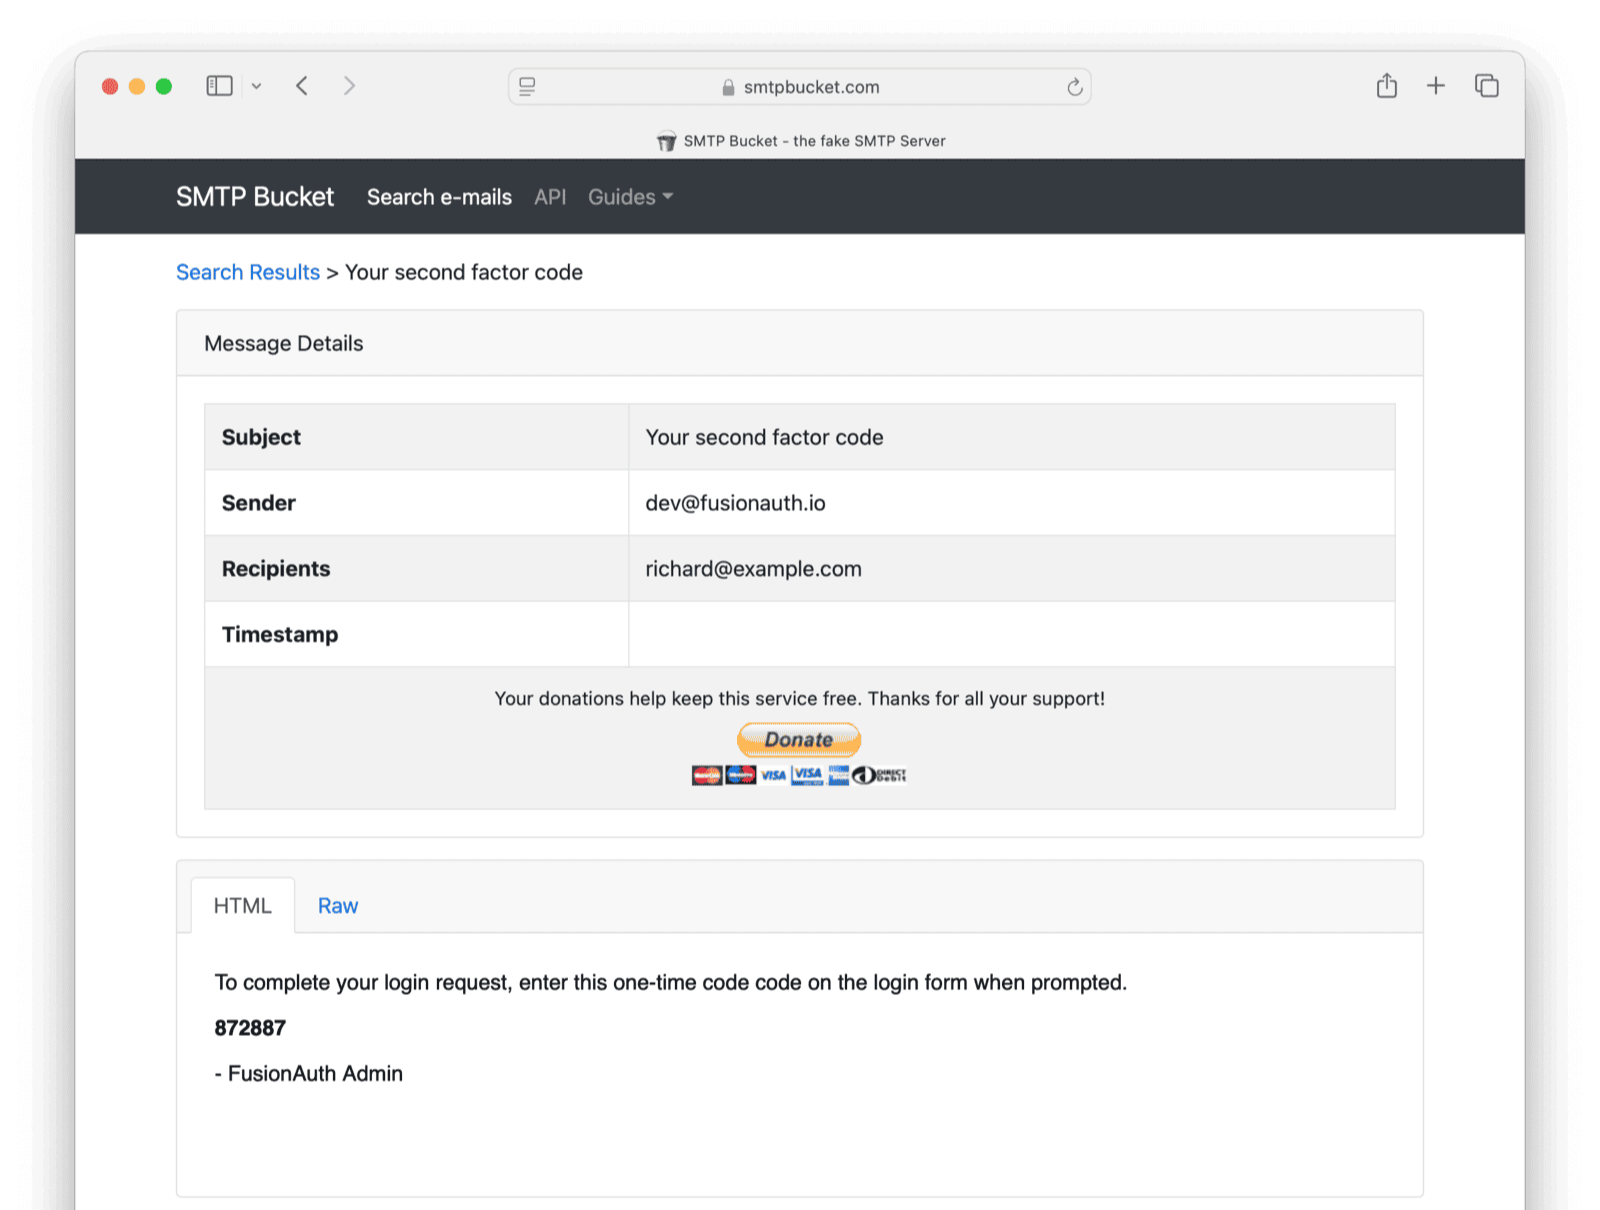 smtpbucket.com
SMTP Bucket - the fake SMTP Server
SMTP Bucket Search e-mails API Guides
Search Results > Your second factor code
Message Details
Subject Your second factor code
Sender dev@fusionauth.io
Recipients richard@example.com
Timestamp
Your donations help keep this service free. Thanks for all your support!
Donate
VISA VISA DIRECT Debit
HTML Raw
To complete your login request, enter this one-time code code on the login form when prompted.
872887
- FusionAuth Admin